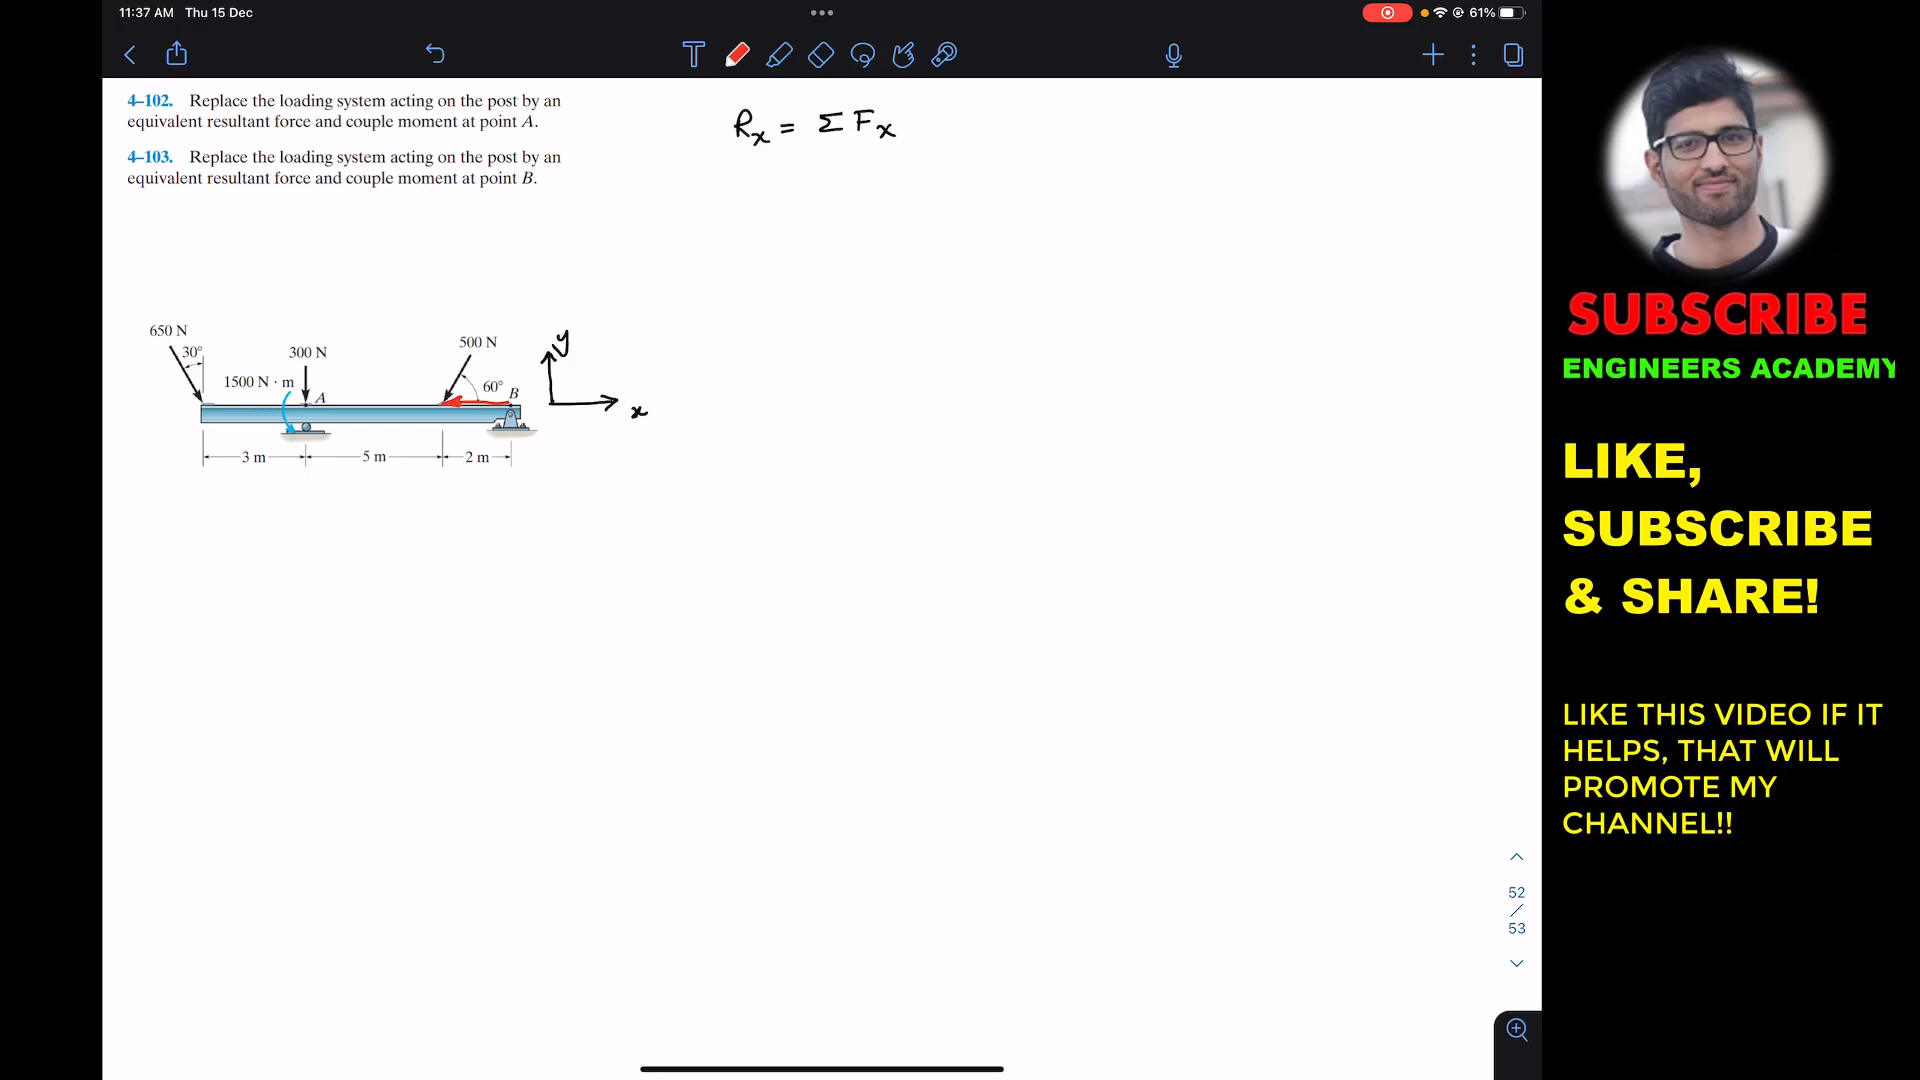 11:37 AM Thu 15 Dec
61%
4–102. Replace the loading system acting on the post by an
equivalent resultant force and couple moment at point A.
4–103. Replace the loading system acting on the post by an
equivalent resultant force and couple moment at point B.
Rx = Σ Fx
650 N
30°
300 N
500 N
1500 N · m
A
60°
B
y
x
3 m
5 m
2 m
52
/
53
SUBSCRIBE
ENGINEERS ACADEMY
LIKE,
SUBSCRIBE
& SHARE!
LIKE THIS VIDEO IF IT
HELPS, THAT WILL
PROMOTE MY
CHANNEL!!